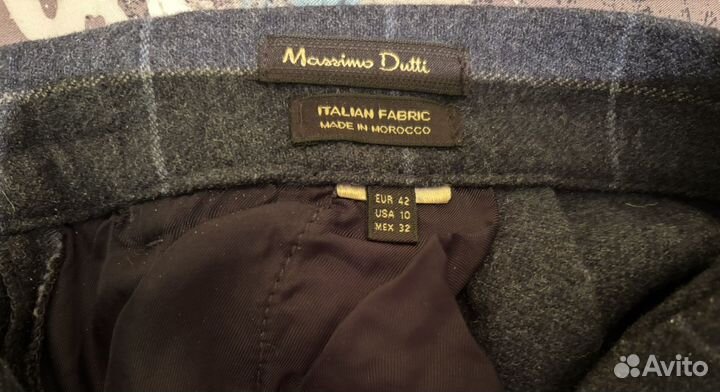 Massimo Dutti
ITALIAN FABRIC
MADE IN MOROCCO
EUR 42
USA 10
MEX 32
Avito